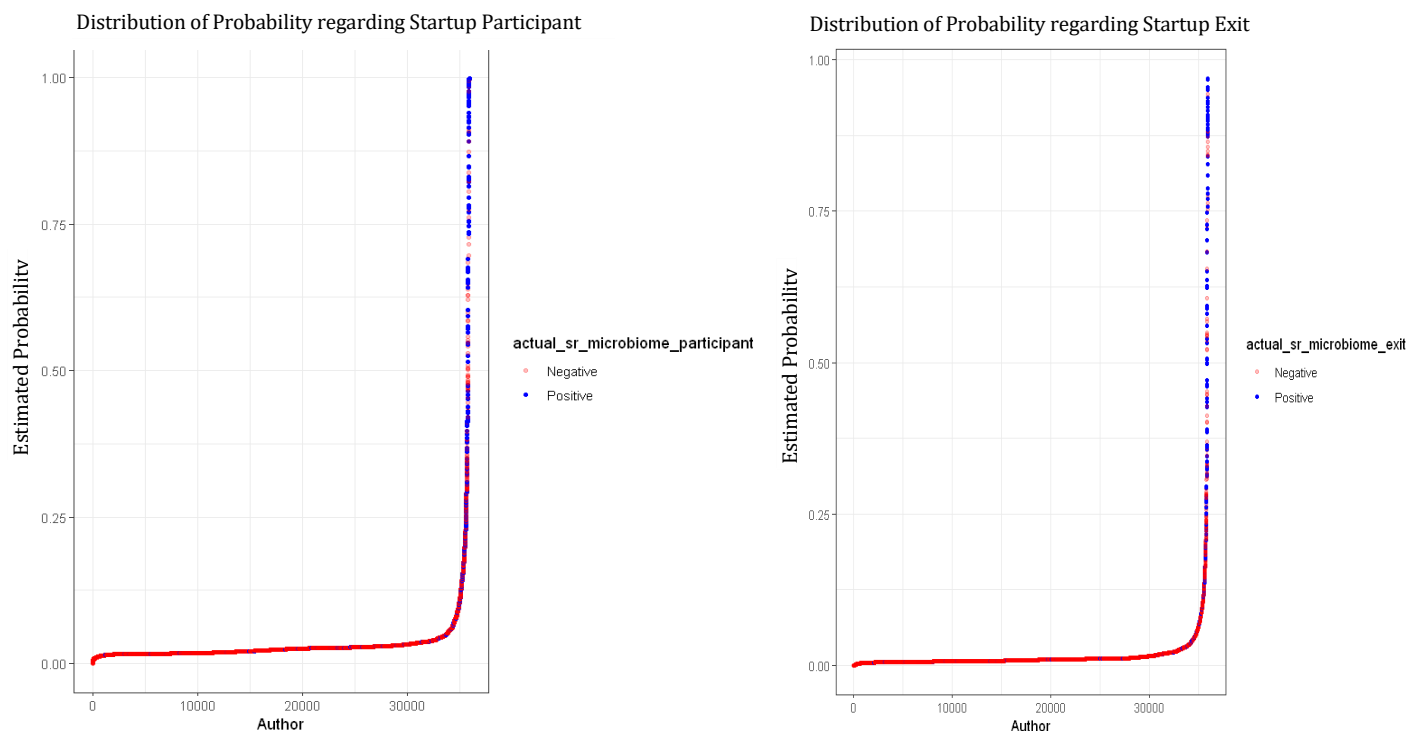 Distribution of Probability regarding Startup Participant
1.00
0.75
0.50
0.25
0.00
Estimated Probability
0 10000 20000 30000
Author
actual_sr_microbiome_participant
Negative
Positive
Distribution of Probability regarding Startup Exit
1.00
0.75
0.50
0.25
0.00
Estimated Probability
0 10000 20000 30000
Author
actual_sr_microbiome_exit
Negative
Positive